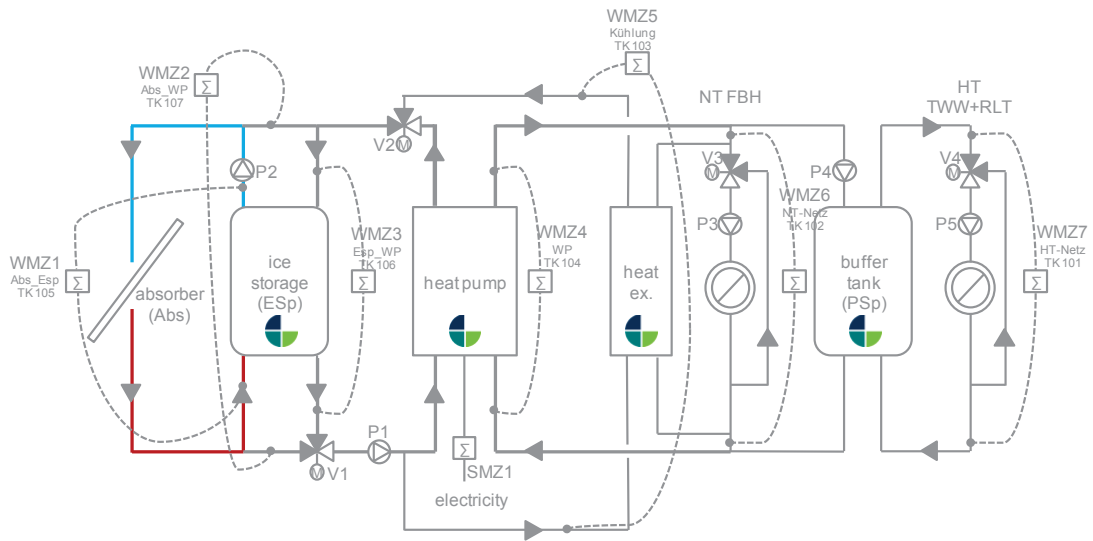 WMZ5
Kühlung
TK103
WMZ2
Abs_WP
TK107
Σ
Σ
NT FBH
HT
TWW+RLT
V2
M
P2
V3
M
P4
V4
M
WMZ6
NT-Netz
TK102
P3
P5
WMZ1
Abs_Esp
TK105
Σ
absorber
(Abs)
ice
storage
(ESp)
WMZ3
Esp_WP
TK106
Σ
heat pump
WMZ4
WP
TK104
Σ
heat
ex.
Σ
buffer
tank
(PSp)
WMZ7
HT-Netz
TK101
Σ
P1
M
V1
Σ
SMZ1
electricity